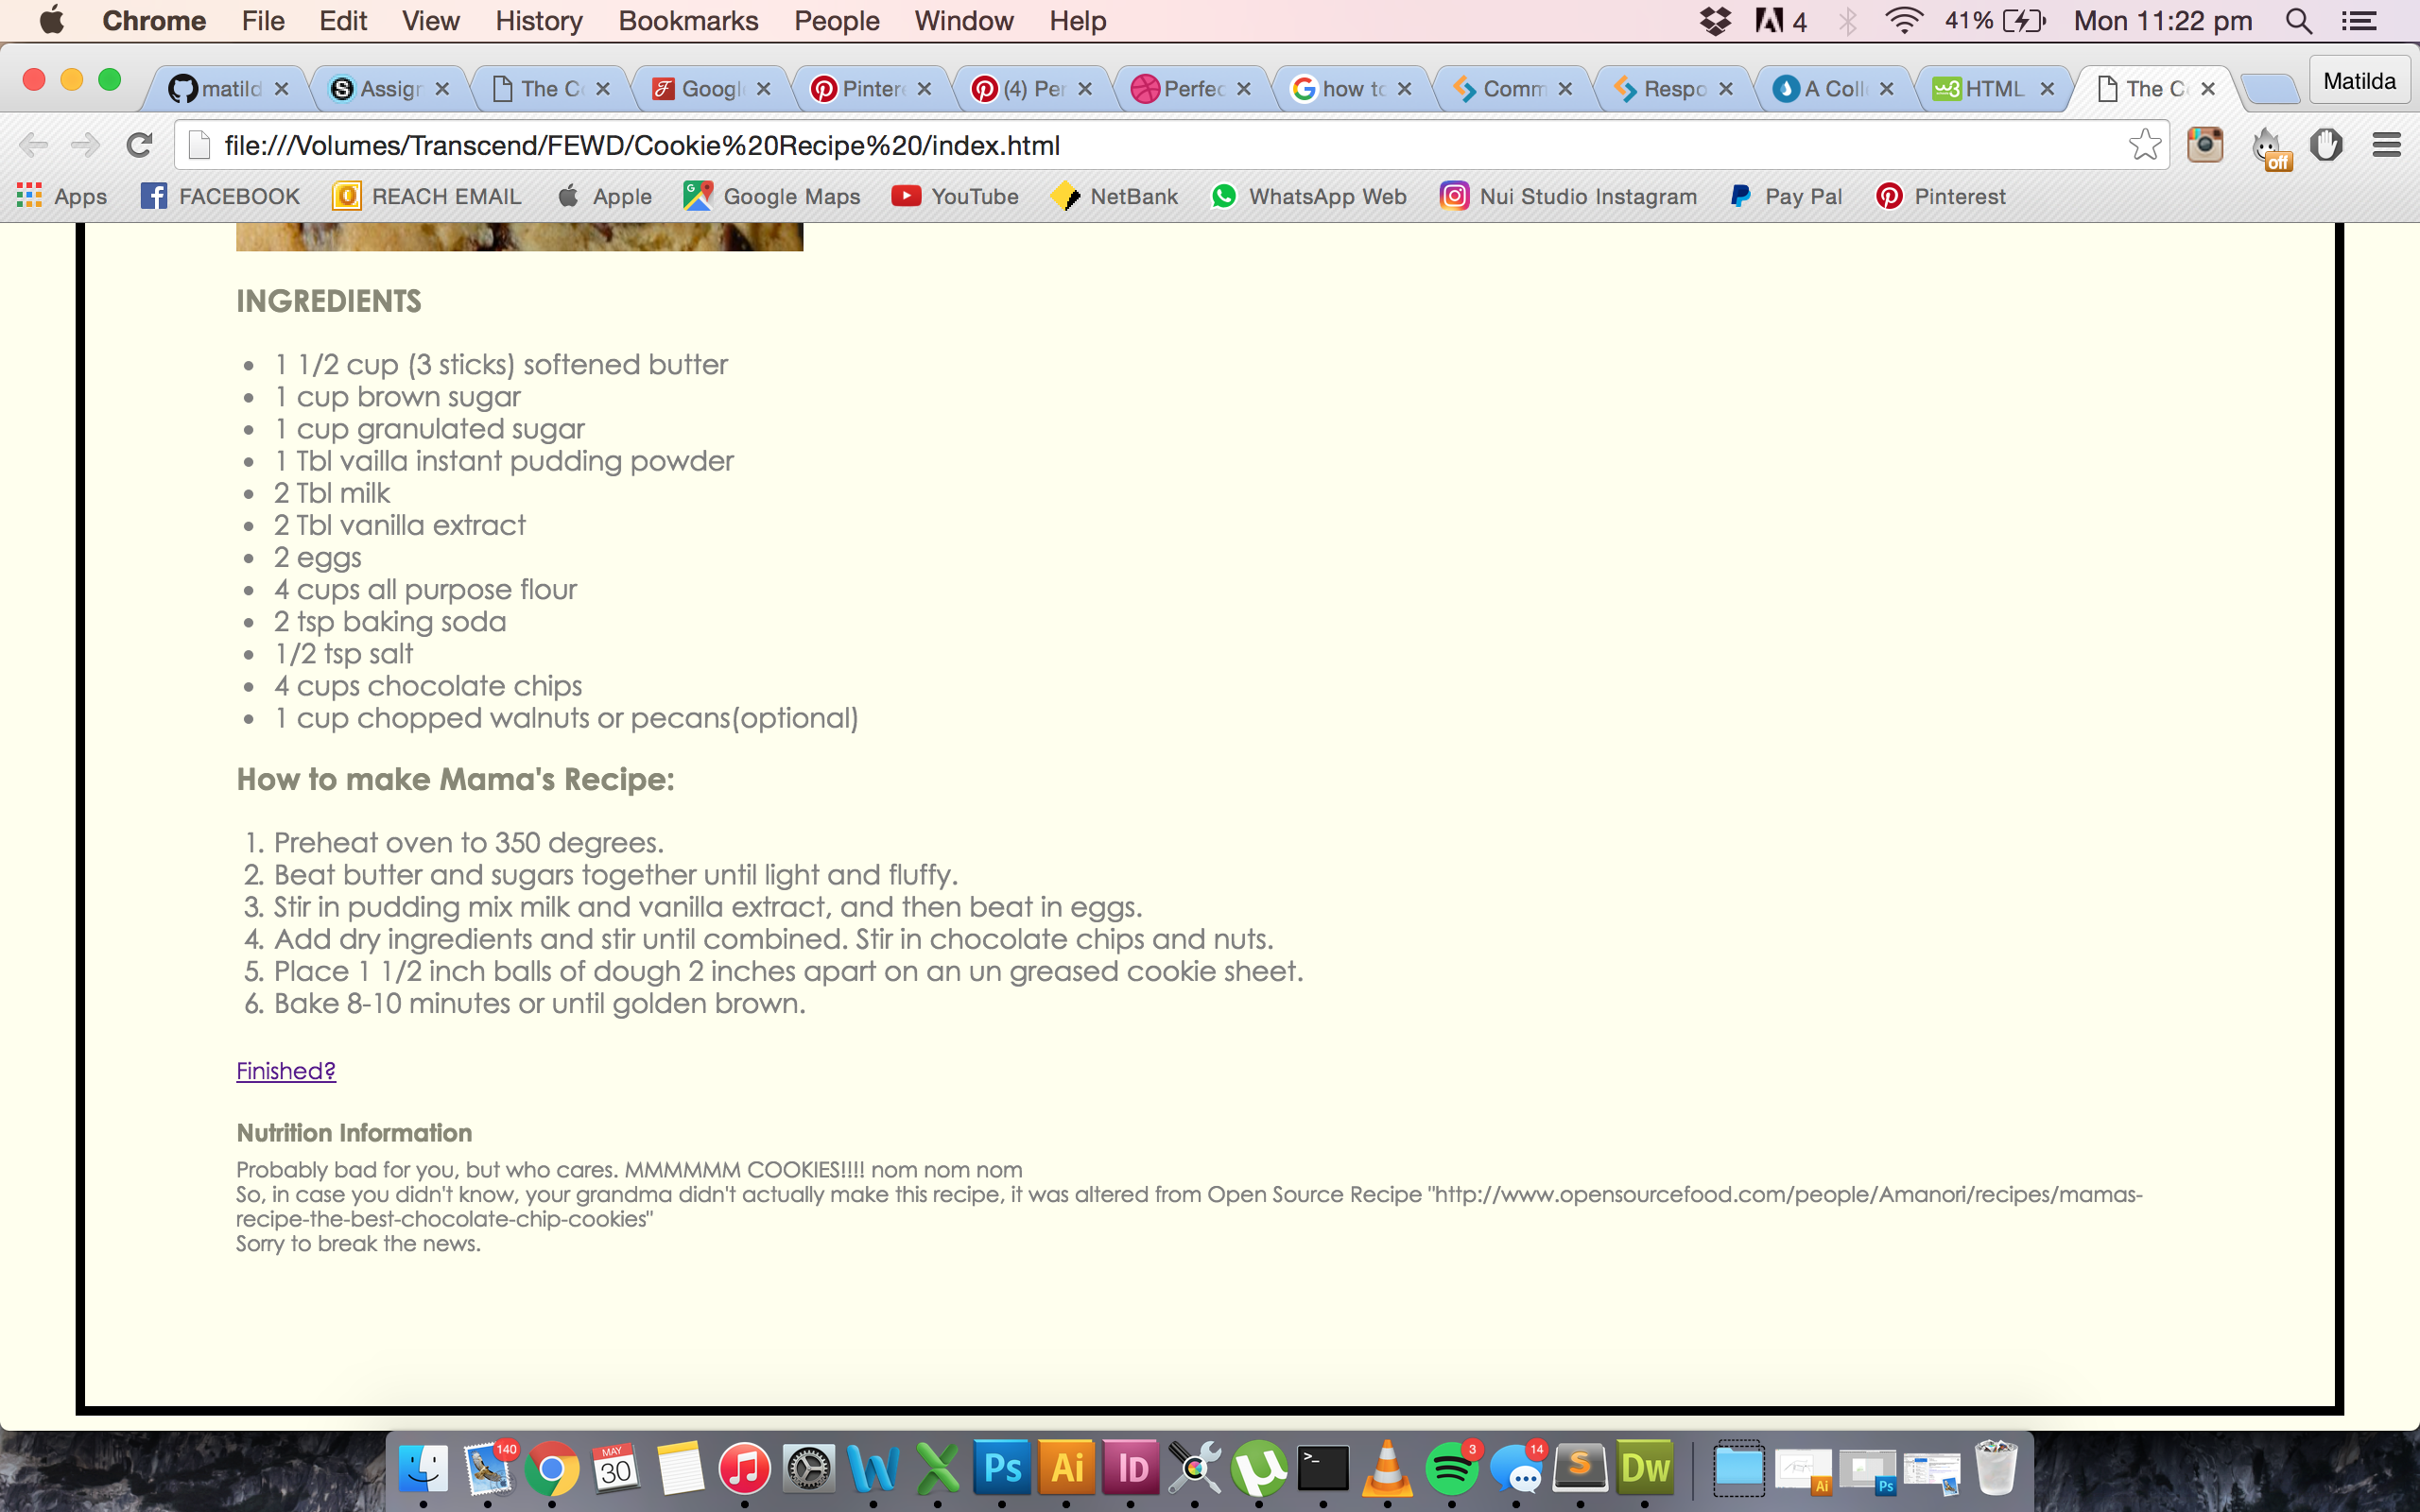 Chrome File Edit View History Bookmarks People Window Help 4 41% Mon 11:22 pm
matild Assign The C Googl Pinter (4) Per Perfec how to Comm Respo A Coll HTML The C Matilda
file:///Volumes/Transcend/FEWD/Cookie%20Recipe%20/index.html off
Apps FACEBOOK REACH EMAIL Apple Google Maps YouTube NetBank WhatsApp Web Nui Studio Instagram Pay Pal Pinterest
INGREDIENTS
• 1 1/2 cup (3 sticks) softened butter
• 1 cup brown sugar
• 1 cup granulated sugar
• 1 Tbl vailla instant pudding powder
• 2 Tbl milk
• 2 Tbl vanilla extract
• 2 eggs
• 4 cups all purpose flour
• 2 tsp baking soda
• 1/2 tsp salt
• 4 cups chocolate chips
• 1 cup chopped walnuts or pecans(optional)
How to make Mama's Recipe:
1. Preheat oven to 350 degrees.
2. Beat butter and sugars together until light and fluffy.
3. Stir in pudding mix milk and vanilla extract, and then beat in eggs.
4. Add dry ingredients and stir until combined. Stir in chocolate chips and nuts.
5. Place 1 1/2 inch balls of dough 2 inches apart on an un greased cookie sheet.
6. Bake 8-10 minutes or until golden brown.
Finished?
Nutrition Information
Probably bad for you, but who cares. MMMMMM COOKIES!!!! nom nom nom
So, in case you didn't know, your grandma didn't actually make this recipe, it was altered from Open Source Recipe "http://www.opensourcefood.com/people/Amanori/recipes/mamas-
recipe-the-best-chocolate-chip-cookies"
Sorry to break the news.
140 MAY 30 Ps Ai Id 3 14 S Dw Ai Ps